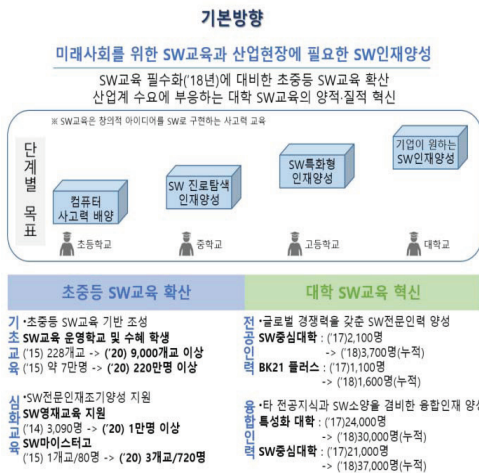 기본방향
미래사회를 위한 SW교육과 산업현장에 필요한 SW인재양성
SW교육 필수화('18년)에 대비한 초중등 SW교육 확산
산업계 수요에 부응하는 대학 SW교육의 양적·질적 혁신
※ SW교육은 창의적 아이디어를 SW로 구현하는 사고력 교육
단계별 목표
컴퓨터
사고력 배양
초등학교
SW 진로탐색
인재양성
중학교
SW특화형
인재양성
고등학교
기업이 원하는
SW인재양성
대학교
초중등 SW교육 확산
기초교육
•초중등 SW교육 기반 조성
SW교육 운영학교 및 수혜 학생
('15) 228개교 -> ('20) 9,000개교 이상
('15) 약 7만명 -> ('20) 220만명 이상
심화교육
•SW전문인재조기양성 지원
SW영재교육 지원
('14) 3,090명 -> ('20) 1만명 이상
SW마이스터고
('15) 1개교/80명 -> ('20) 3개교/720명
대학 SW교육 혁신
전공인력
•글로벌 경쟁력을 갖춘 SW전문인력 양성
SW중심대학 : ('17)2,100명
-> ('18)3,700명(누적)
BK21 플러스 : ('17)1,100명
-> ('18)1,600명(누적)
융합인력
•타 전공지식과 SW소양을 겸비한 융합인재 양성
특성화 대학 : ('17)24,000명
-> ('18)30,000명(누적)
SW중심대학 : ('17)21,000명
-> ('18)37,000명(누적)